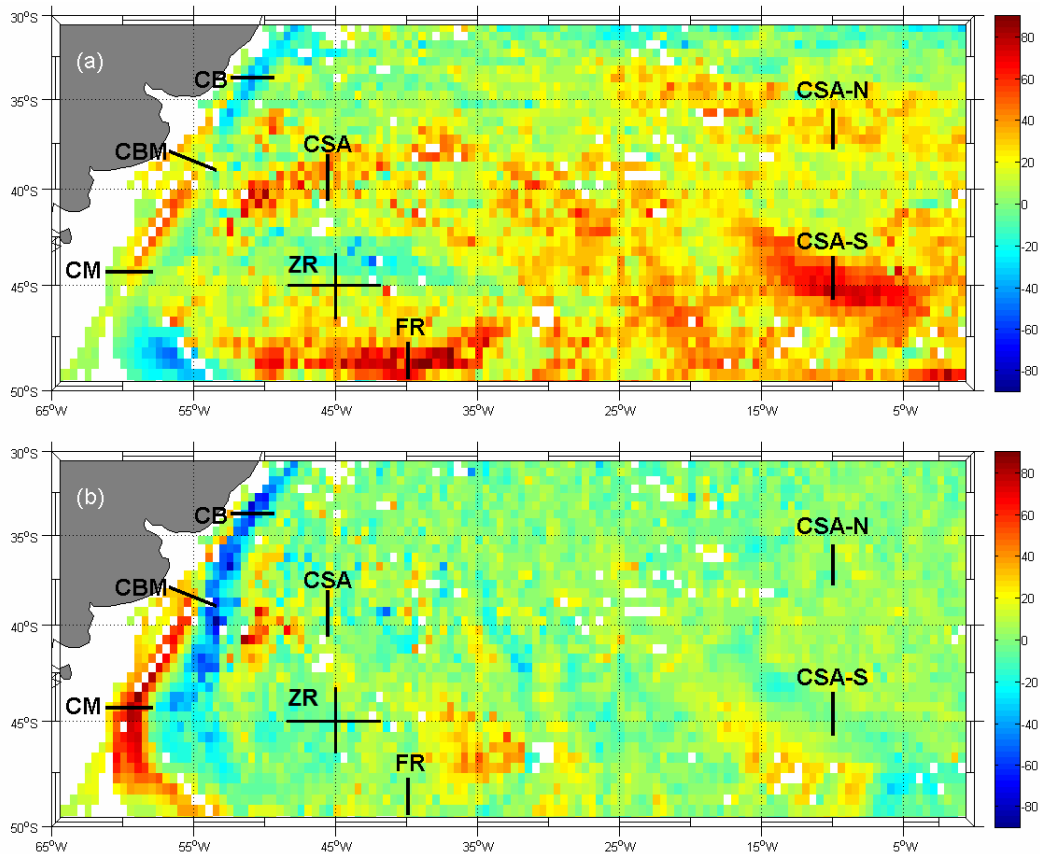 30°S
(a)
CB
80
35°S
CSA-N
60
CBM
CSA
40
40°S
20
CSA-S
0
CM
ZR
-20
45°S
-40
FR
-60
-80
50°S
65°W
55°W
45°W
35°W
25°W
15°W
5°W
30°S
(b)
80
CB
35°S
CSA-N
60
CBM
CSA
40
40°S
20
0
CSA-S
CM
ZR
-20
45°S
-40
FR
-60
-80
50°S
65°W
55°W
45°W
35°W
25°W
15°W
5°W